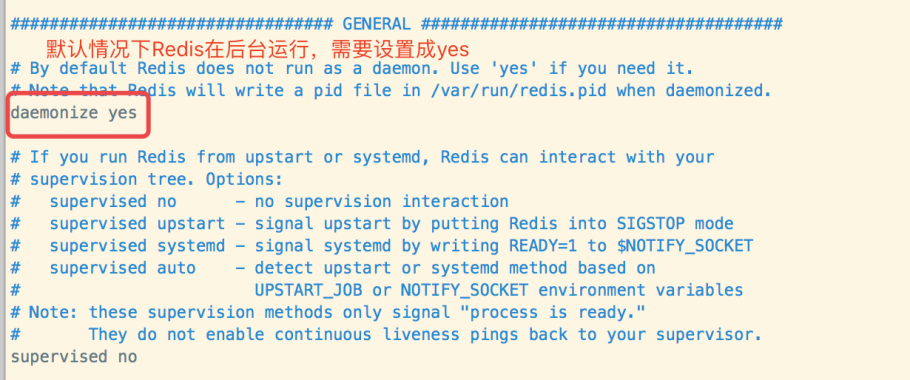 ################################# GENERAL #####################################
默认情况下Redis在后台运行，需要设置成yes
# By default Redis does not run as a daemon. Use 'yes' if you need it.
# Note that Redis will write a pid file in /var/run/redis.pid when daemonized.
daemonize yes
# If you run Redis from upstart or systemd, Redis can interact with your
# supervision tree. Options:
#   supervised no      - no supervision interaction
#   supervised upstart - signal upstart by putting Redis into SIGSTOP mode
#   supervised systemd - signal systemd by writing READY=1 to $NOTIFY_SOCKET
#   supervised auto    - detect upstart or systemd method based on
#                        UPSTART_JOB or NOTIFY_SOCKET environment variables
# Note: these supervision methods only signal "process is ready."
#       They do not enable continuous liveness pings back to your supervisor.
supervised no